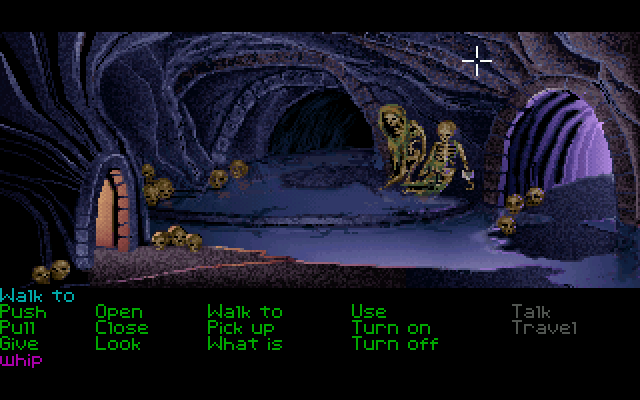 Walk to
Push Open Walk to Use Talk
Pull Close Pick up Turn on Travel
Give Look What is Turn off
whip